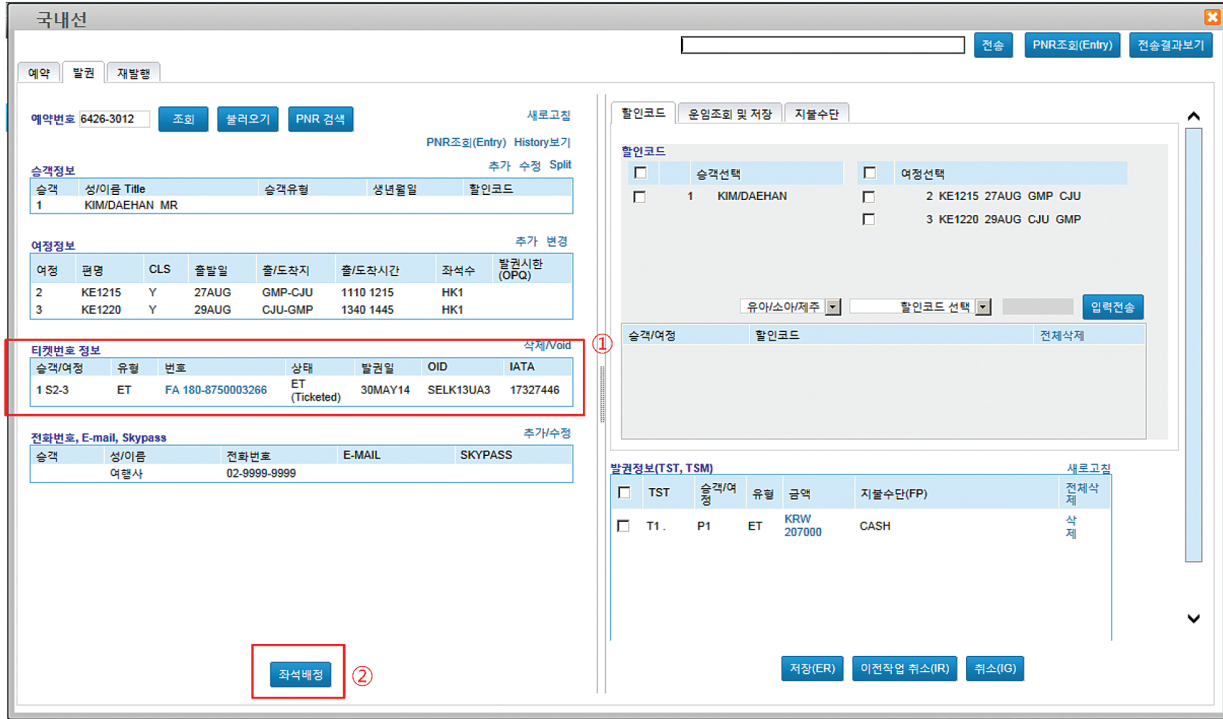 국내선
전송 PNR조회(Entry) 전송결과보기
예약 발권 재발행
예약번호 6426-3012 조회 불러오기 PNR 검색 새로고침
PNR조회(Entry) History보기
승객정보 추가 수정 Split
승객 성/이름 Title 승객유형 생년월일 할인코드
1 KIM/DAEHAN MR
여정정보 추가 변경
여정 편명 CLS 출발일 출/도착지 출/도착시간 좌석수 발권시한
(OPQ)
2 KE1215 Y 27AUG GMP-CJU 1110 1215 HK1
3 KE1220 Y 29AUG CJU-GMP 1340 1445 HK1
티켓번호 정보 삭제/Void ①
승객/여정 유형 번호 상태 발권일 OID IATA
1 S2-3 ET FA 180-8750003266 ET
(Ticketed) 30MAY14 SELK13UA3 17327446
전화번호, E-mail, Skypass 추가/수정
승객 성/이름 전화번호 E-MAIL SKYPASS
여행사 02-9999-9999
좌석배정 ②
할인코드 운임조회 및 저장 지불수단
할인코드
승객선택 여정선택
1 KIM/DAEHAN 2 KE1215 27AUG GMP CJU
3 KE1220 29AUG CJU GMP
유아/소아/제주 할인코드 선택 입력전송
승객/여정 할인코드 전체삭제
발권정보(TST, TSM) 새로고침
TST 승객/여
정 유형 금액 지불수단(FP) 전체삭
제
T1 . P1 ET KRW
207000 CASH 삭
제
저장(ER) 이전작업 취소(IR) 취소(IG)